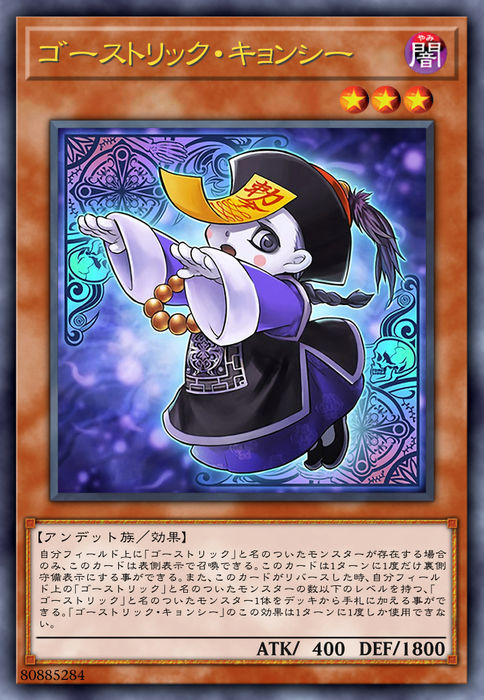 ゴーストリック・キョンシー
やみ
闇
勅令
【アンデット族／効果】
自分フィールド上に「ゴーストリック」と名のついたモンスターが存在する場合
のみ、このカードは表側表示で召喚できる。このカードは1ターンに1度だけ裏側
守備表示にする事ができる。また、このカードがリバースした時、自分フィール
ド上の「ゴーストリック」と名のついたモンスターの数以下のレベルを持つ、「
ゴーストリック」と名のついたモンスター1体をデッキから手札に加える事がで
きる。「ゴーストリック・キョンシー」のこの効果は1ターンに1度しか使用できな
い。
ATK/ 400 DEF/1800
80885284